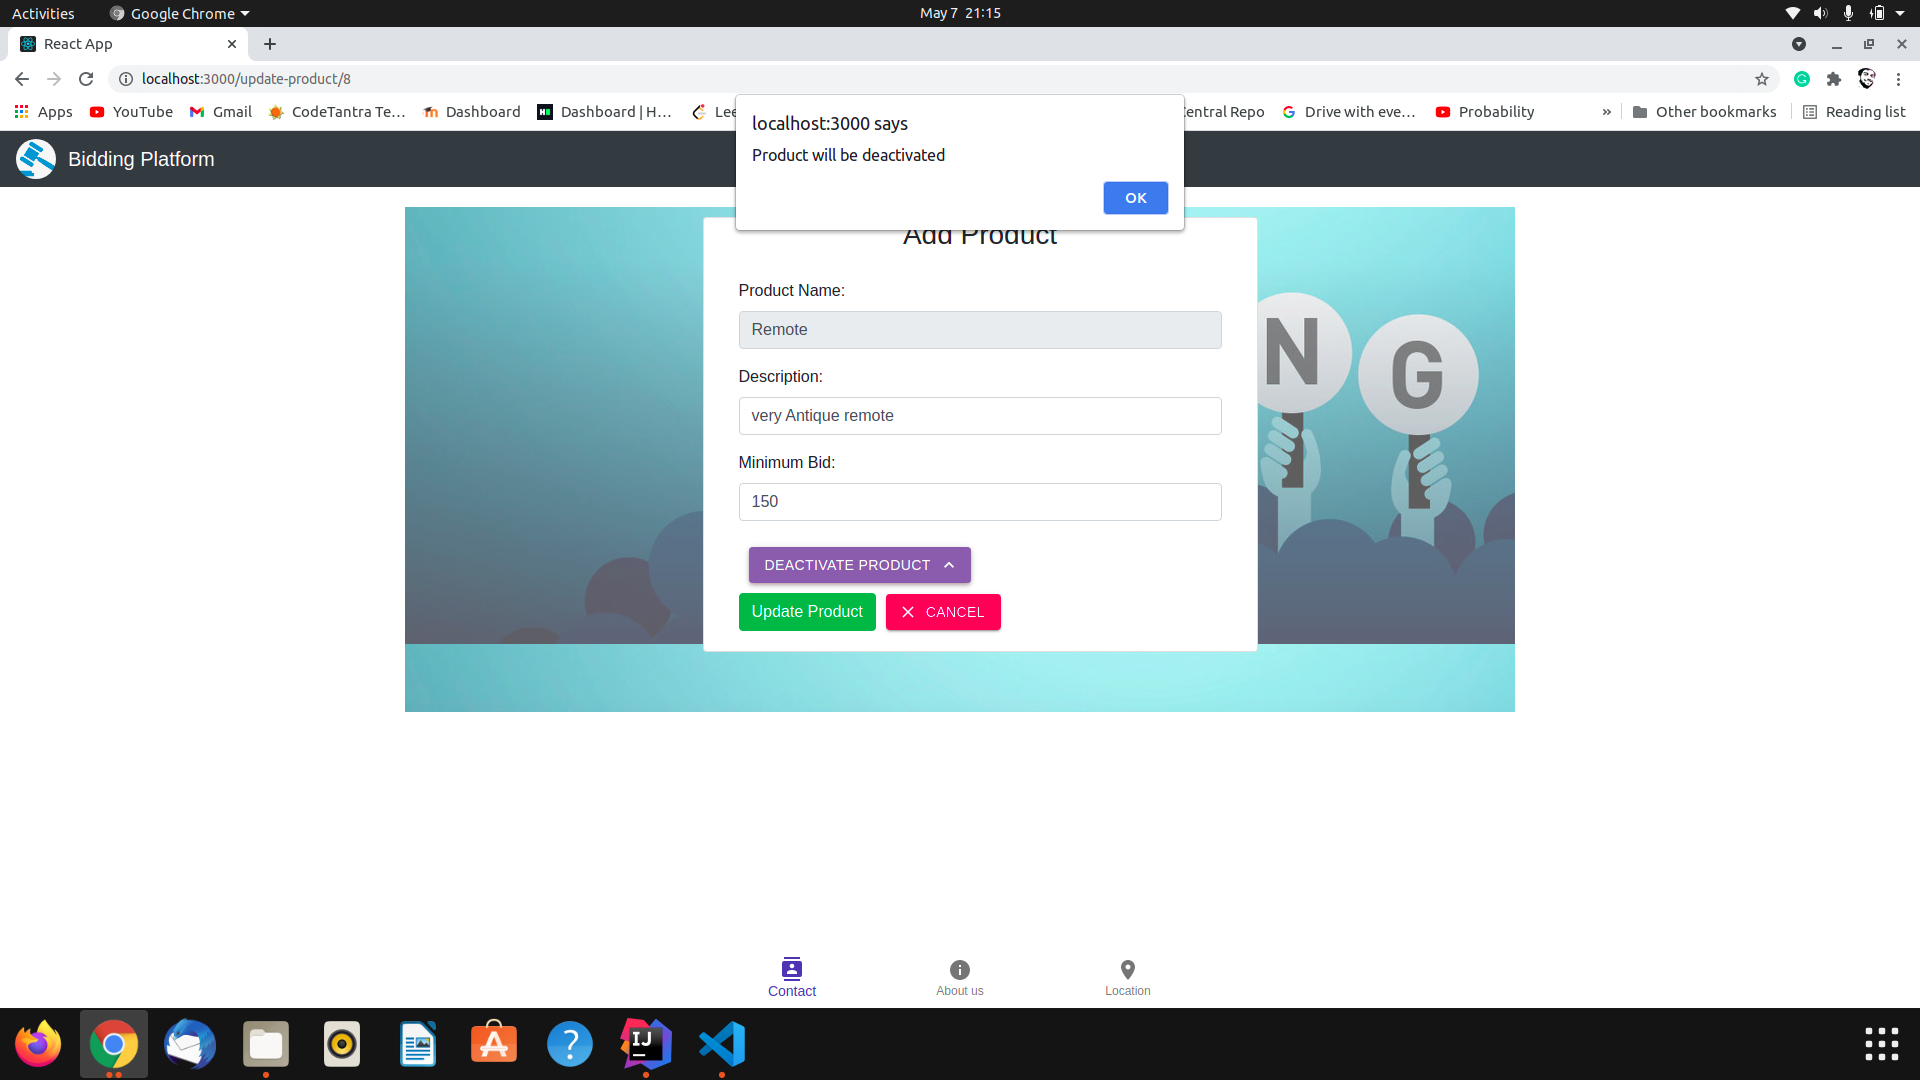 Activities
Google Chrome
May 7 21:15
React App
localhost:3000/update-product/8
Apps
YouTube
Gmail
CodeTantra Te...
Dashboard
Dashboard | H...
Central Repo
Drive with eve...
Probability
»
Other bookmarks
Reading list
localhost:3000 says
Product will be deactivated
OK
Bidding Platform
Add Product
Product Name:
Remote
Description:
very Antique remote
Minimum Bid:
150
DEACTIVATE PRODUCT
Update Product
CANCEL
N
G
Contact
About us
Location
IJ